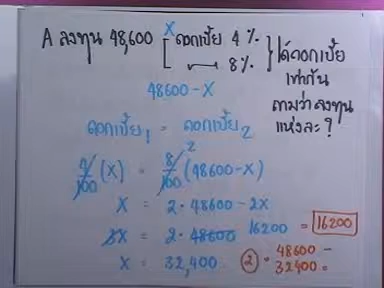 A ลงทุน 48,600 X ดอกเบี้ย 4 %
8 %
ได้ดอกเบี้ย
เท่ากัน
ถามว่าลงทุน
แห่งละ ?
48600 - X
ดอกเบี้ย₁ = ดอกเบี้ย₂
4/100 (X) = 8/100 2 (48600 - X)
X = 2 · 48600 - 2X
3X = 2 · 48600 16200 = 16200
X = 32,400
2 · 48600 -
32400 =